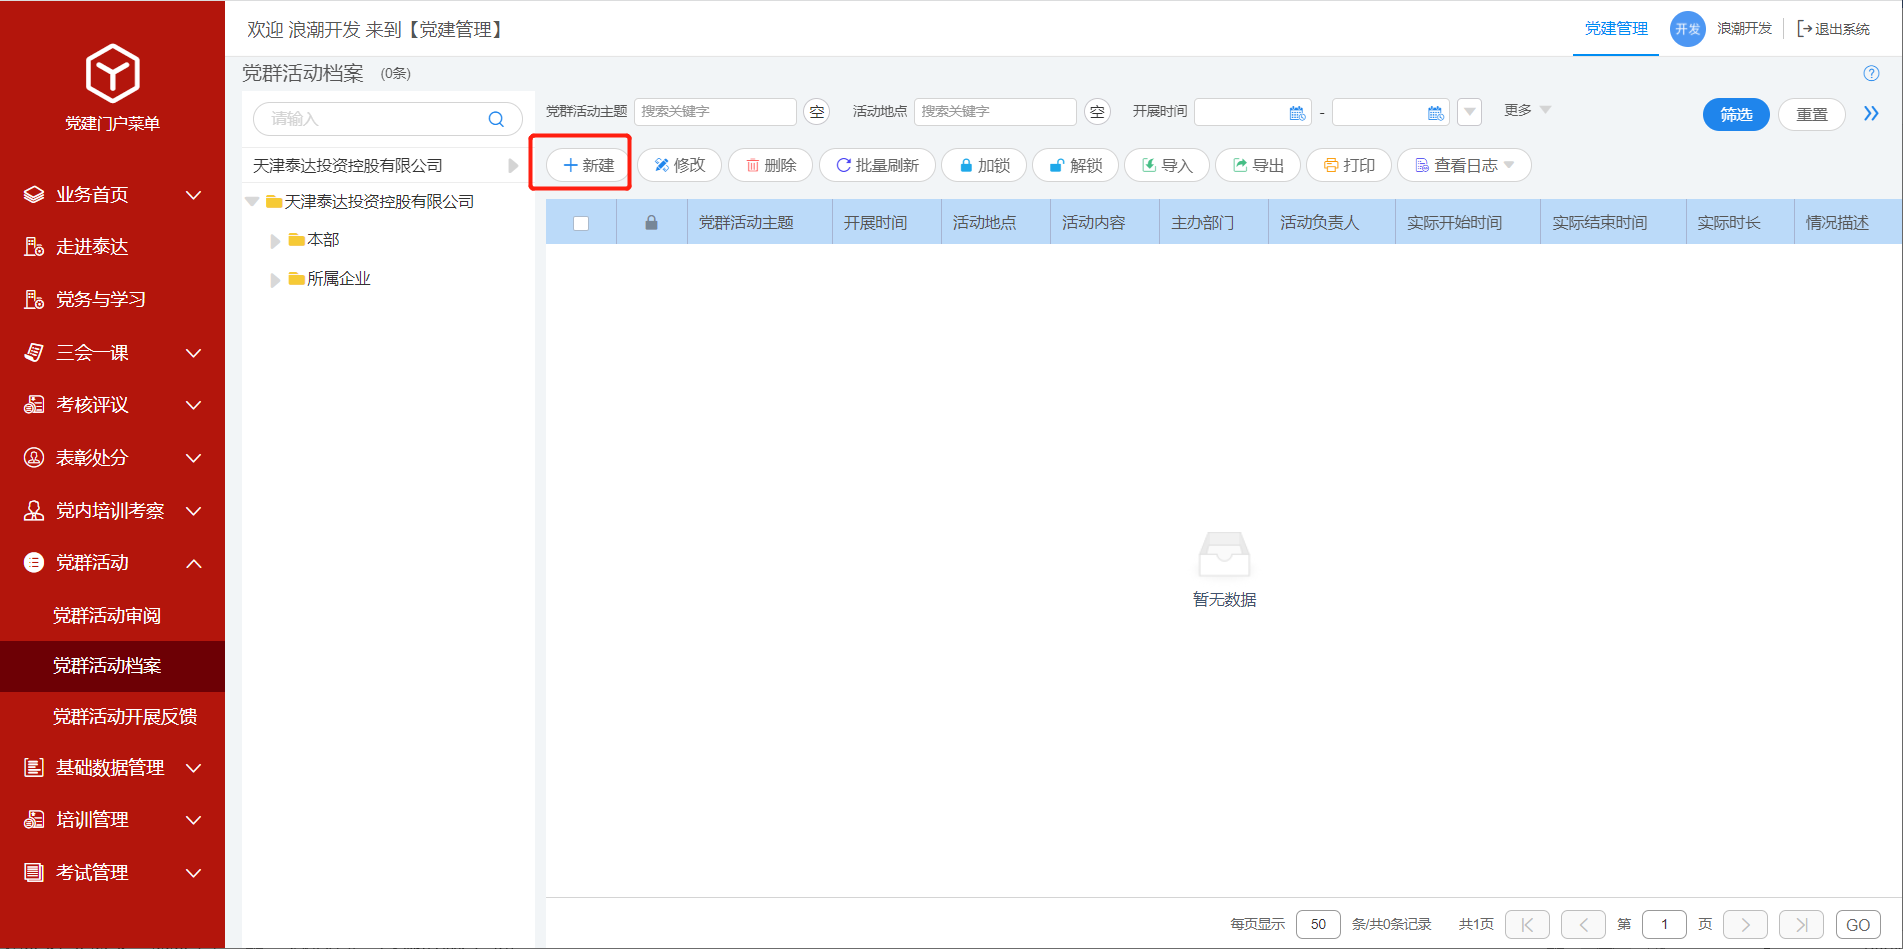 欢迎 浪潮开发 来到【党建管理】
党建管理
开发
浪潮开发
退出系统
党建门户菜单
业务首页
走进泰达
党务与学习
三会一课
考核评议
表彰处分
党内培训考察
党群活动
党群活动审阅
党群活动档案
党群活动开展反馈
基础数据管理
培训管理
考试管理
党群活动档案 (0条)
请输入
天津泰达投资控股有限公司
天津泰达投资控股有限公司
本部
所属企业
党群活动主题 搜索关键字 空 活动地点 搜索关键字 空 开展时间 - 更多 筛选 重置
新建 修改 删除 批量刷新 加锁 解锁 导入 导出 打印 查看日志
党群活动主题 开展时间 活动地点 活动内容 主办部门 活动负责人 实际开始时间 实际结束时间 实际时长 情况描述
暂无数据
每页显示 50 条/共0条记录 共1页 第 1 页 GO